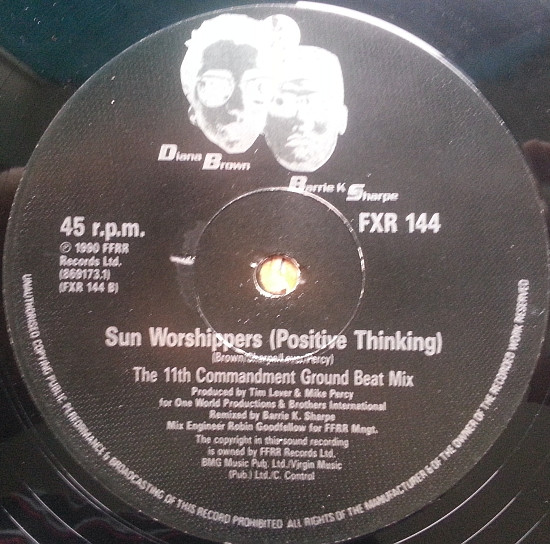 Diana Brown
Barrie K Sharpe
45 r.p.m.
FXR 144
℗ 1990 FFRR
Records Ltd.
(869173.1)
(FXR 144 B)
Sun Worshippers (Positive Thinking)
(Brown/Sharpe/Lever/Percy)
The 11th Commandment Ground Beat Mix
Produced by Tim Lever & Mike Percy
for One World Productions & Brothers International
Remixed by Barrie K. Sharpe
Mix Engineer Robin Goodfellow for FFRR Mngt.
The copyright in this sound recording
is owned by FFRR Records Ltd.
BMG Music Pub. Ltd./Virgin Music
(Pub.) Ltd./C. Control
UNAUTHORISED COPYING PUBLIC PERFORMANCE & BROADCASTING OF THIS RECORD PROHIBITED ALL RIGHTS OF THE MANUFACTURER & OF THE OWNER OF THE RECORDED WORK RESERVED